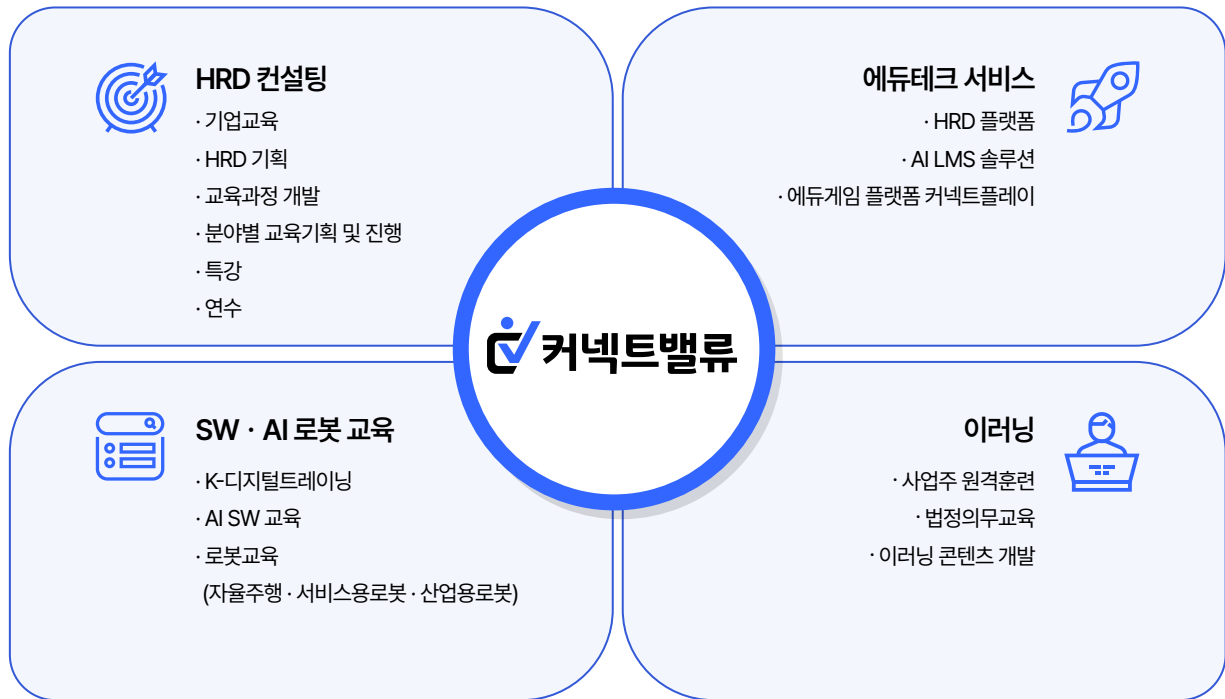 HRD 컨설팅
· 기업교육
· HRD 기획
· 교육과정 개발
· 분야별 교육기획 및 진행
· 특강
· 연수
에듀테크 서비스
· HRD 플랫폼
· AI LMS 솔루션
· 에듀게임 플랫폼 커넥트플레이
커넥트밸류
SW · AI 로봇 교육
· K-디지털트레이닝
· AI SW 교육
· 로봇교육
(자율주행 · 서비스용로봇 · 산업용로봇)
이러닝
· 사업주 원격훈련
· 법정의무교육
· 이러닝 콘텐츠 개발